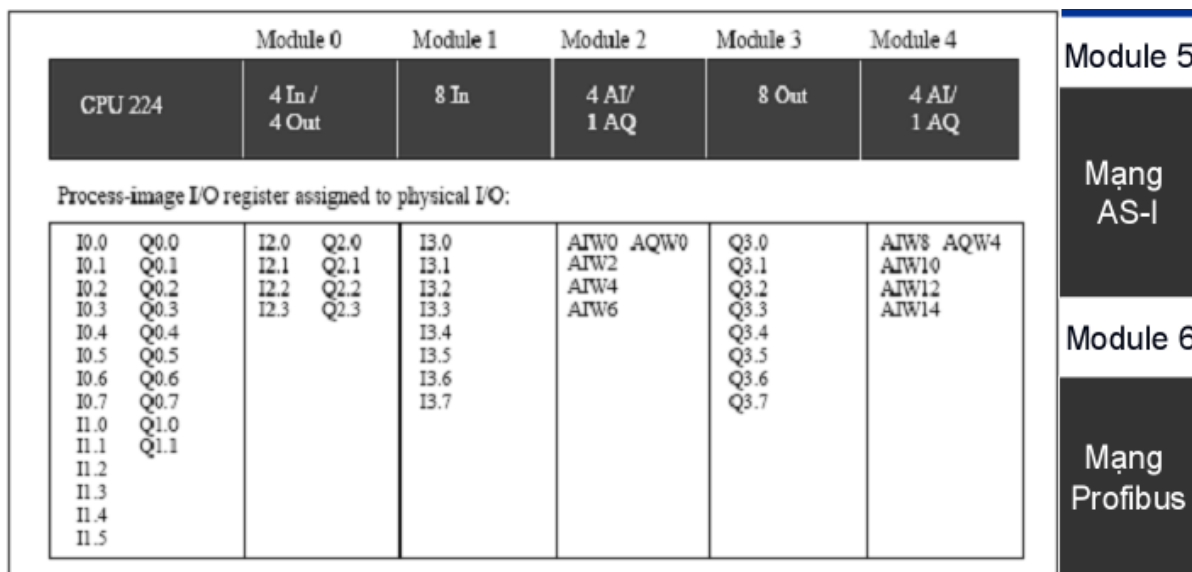 Module 0 Module 1 Module 2 Module 3 Module 4
CPU 224 4 In / 8 In 4 AI/ 8 Out 4 AI/
4 Out 1 AQ 1 AQ
Process-image I/O register assigned to physical I/O:
I0.0 Q0.0 I2.0 Q2.0 I3.0 AIW0 AQW0 Q3.0 AIW8 AQW4
I0.1 Q0.1 I2.1 Q2.1 I3.1 AIW2 Q3.1 AIW10
I0.2 Q0.2 I2.2 Q2.2 I3.2 AIW4 Q3.2 AIW12
I0.3 Q0.3 I2.3 Q2.3 I3.3 AIW6 Q3.3 AIW14
I0.4 Q0.4 I3.4 Q3.4
I0.5 Q0.5 I3.5 Q3.5
I0.6 Q0.6 I3.6 Q3.6
I0.7 Q0.7 I3.7 Q3.7
I1.0 Q1.0
I1.1 Q1.1
I1.2
I1.3
I1.4
I1.5
Module 5
Mạng
AS-I
Module 6
Mạng
Profibus